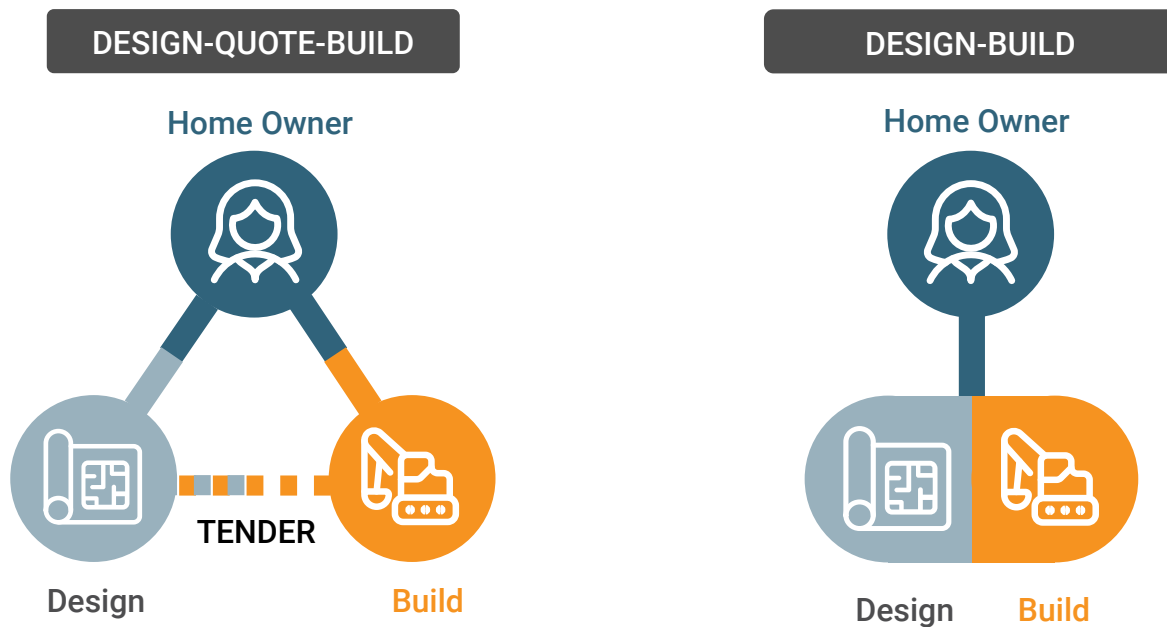 DESIGN-QUOTE-BUILD
Home Owner
TENDER
Design
Build
DESIGN-BUILD
Home Owner
Design
Build